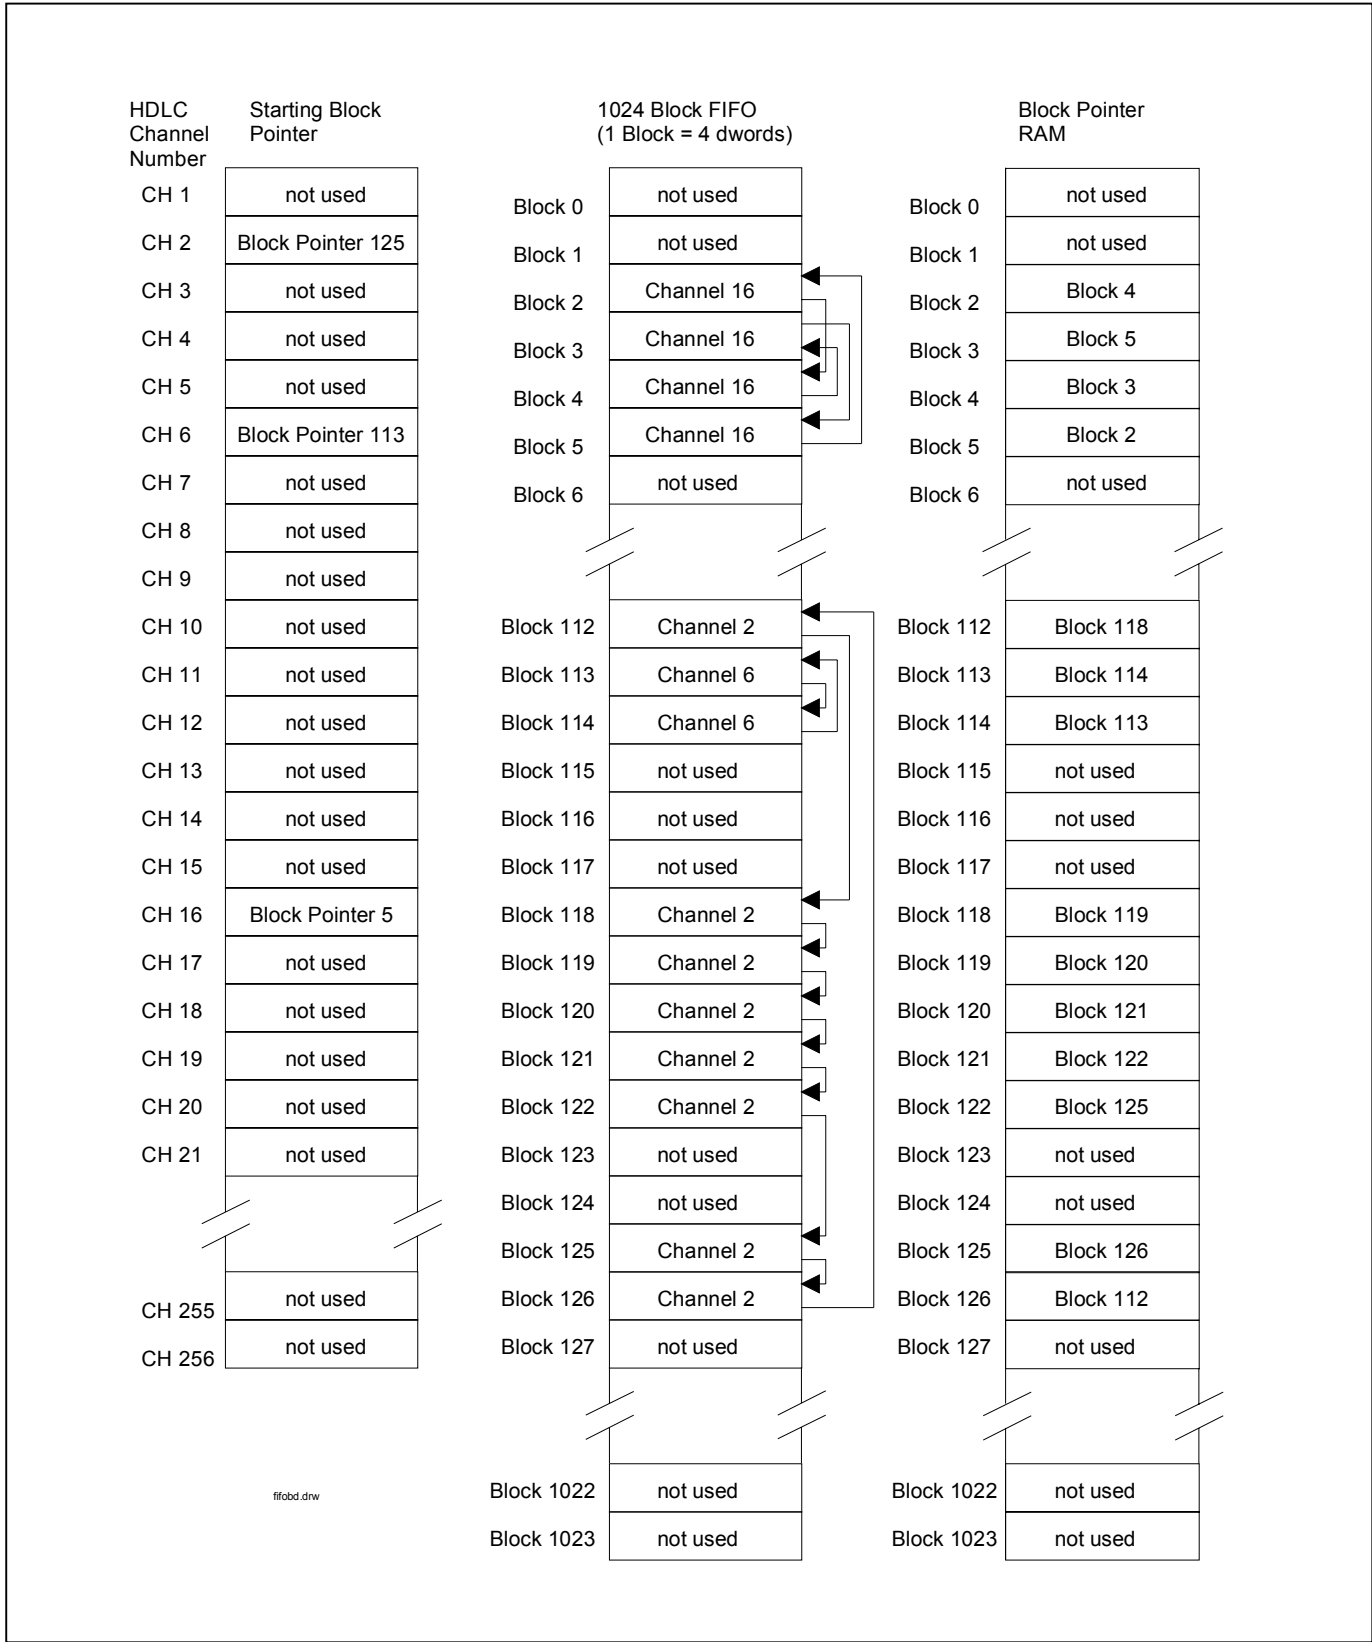 HDLC
Channel
Number
Starting Block
Pointer
CH 1 not used
CH 2 Block Pointer 125
CH 3 not used
CH 4 not used
CH 5 not used
CH 6 Block Pointer 113
CH 7 not used
CH 8 not used
CH 9 not used
CH 10 not used
CH 11 not used
CH 12 not used
CH 13 not used
CH 14 not used
CH 15 not used
CH 16 Block Pointer 5
CH 17 not used
CH 18 not used
CH 19 not used
CH 20 not used
CH 21 not used
CH 255 not used
CH 256 not used
fifobd.drw
1024 Block FIFO
(1 Block = 4 dwords)
Block 0 not used
Block 1 not used
Block 2 Channel 16
Block 3 Channel 16
Block 4 Channel 16
Block 5 Channel 16
Block 6 not used
Block 112 Channel 2
Block 113 Channel 6
Block 114 Channel 6
Block 115 not used
Block 116 not used
Block 117 not used
Block 118 Channel 2
Block 119 Channel 2
Block 120 Channel 2
Block 121 Channel 2
Block 122 Channel 2
Block 123 not used
Block 124 not used
Block 125 Channel 2
Block 126 Channel 2
Block 127 not used
Block 1022 not used
Block 1023 not used
Block Pointer
RAM
Block 0 not used
Block 1 not used
Block 2 Block 4
Block 3 Block 5
Block 4 Block 3
Block 5 Block 2
Block 6 not used
Block 112 Block 118
Block 113 Block 114
Block 114 Block 113
Block 115 not used
Block 116 not used
Block 117 not used
Block 118 Block 119
Block 119 Block 120
Block 120 Block 121
Block 121 Block 122
Block 122 Block 125
Block 123 not used
Block 124 not used
Block 125 Block 126
Block 126 Block 112
Block 127 not used
Block 1022 not used
Block 1023 not used